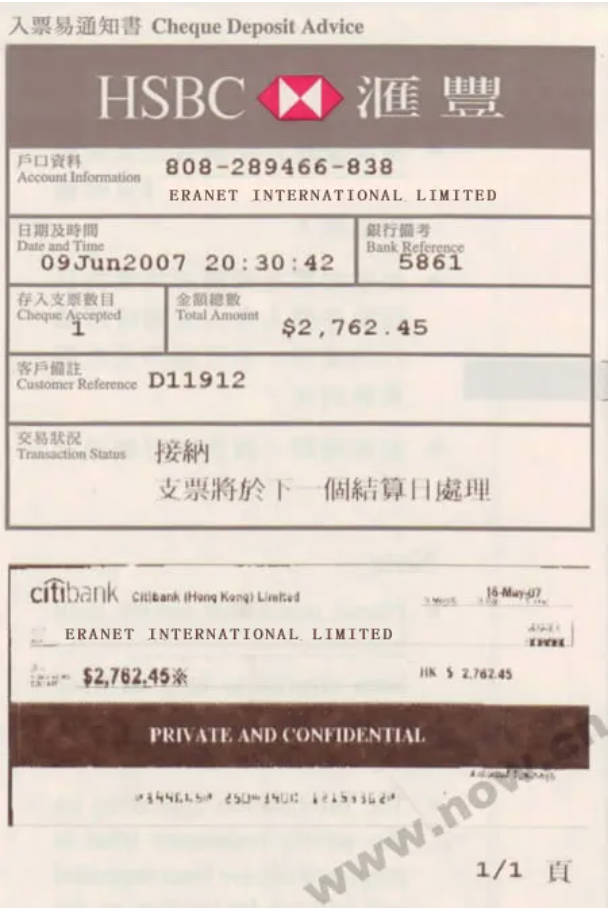 入票易通知書 Cheque Deposit Advice
HSBC 滙豐
戶口資料
Account Information
808-289466-838
ERANET INTERNATIONAL LIMITED
日期及時間
Date and Time
09Jun2007 20:30:42
銀行備考
Bank Reference
5861
存入支票數目
Cheque Accepted
1
金額總數
Total Amount
$2,762.45
客戶備註
Customer Reference D11912
交易狀況
Transaction Status
接納
支票將於下一個結算日處理
citibank Citibank (Hong Kong) Limited
16-May-07
ERANET INTERNATIONAL LIMITED
$2,762.45※
HK $ 2,762.45
PRIVATE AND CONFIDENTIAL
www.now.cn
1/1 頁